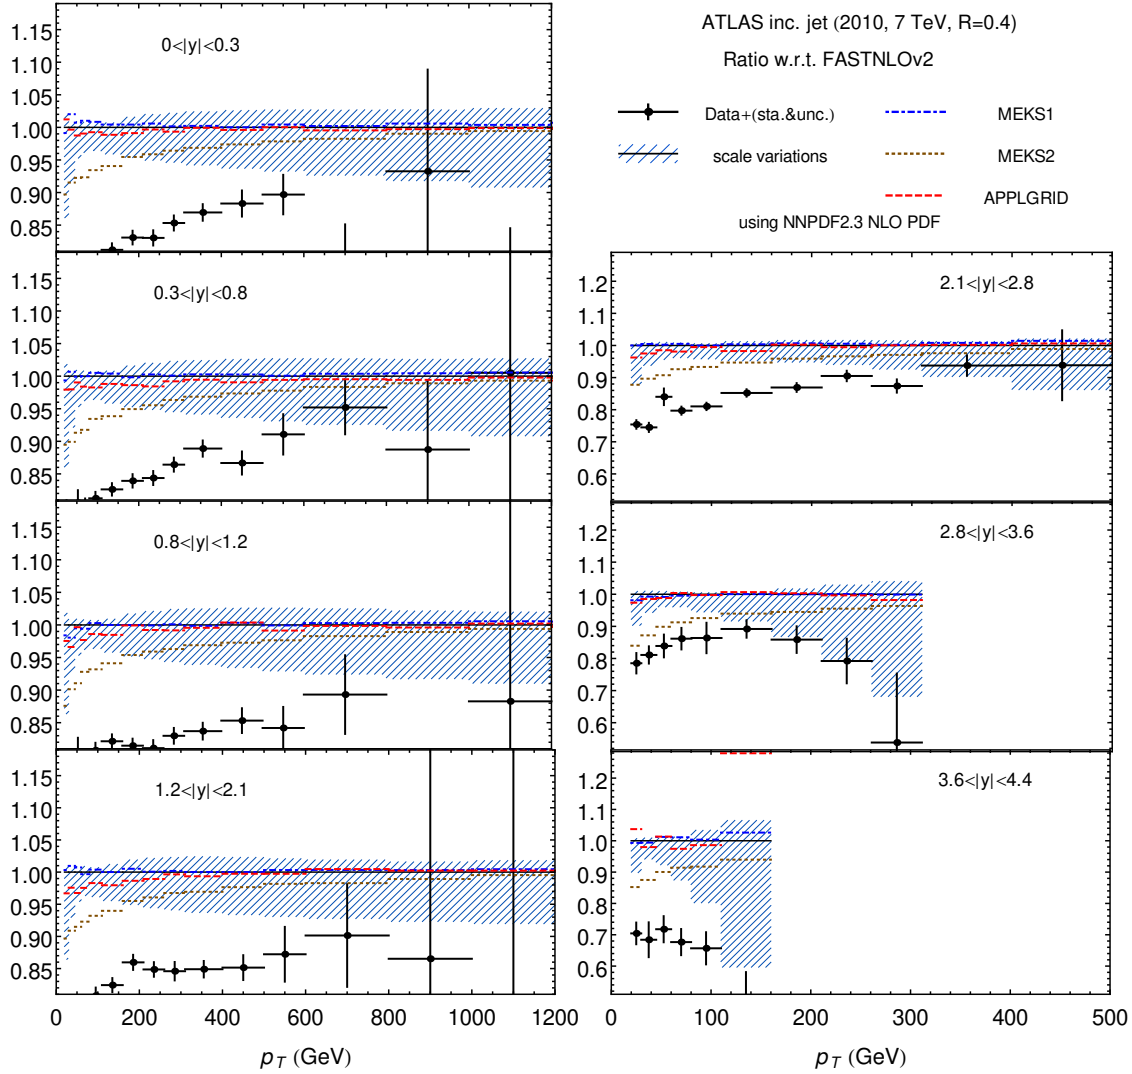 0<|y|<0.3
1.15
1.10
1.05
1.00
0.95
0.90
0.85
ATLAS inc. jet (2010, 7 TeV, R=0.4)
Ratio w.r.t. FASTNLOv2
Data+(sta.&unc.)
MEKS1
scale variations
MEKS2
APPLGRID
using NNPDF2.3 NLO PDF
0.3<|y|<0.8
1.15
1.10
1.05
1.00
0.95
0.90
0.85
2.1<|y|<2.8
1.2
1.1
1.0
0.9
0.8
0.7
0.6
0.8<|y|<1.2
1.15
1.10
1.05
1.00
0.95
0.90
0.85
2.8<|y|<3.6
1.2
1.1
1.0
0.9
0.8
0.7
0.6
1.2<|y|<2.1
1.15
1.10
1.05
1.00
0.95
0.90
0.85
0 200 400 600 800 1000 1200
p_T (GeV)
3.6<|y|<4.4
1.2
1.1
1.0
0.9
0.8
0.7
0.6
0 100 200 300 400 500
p_T (GeV)